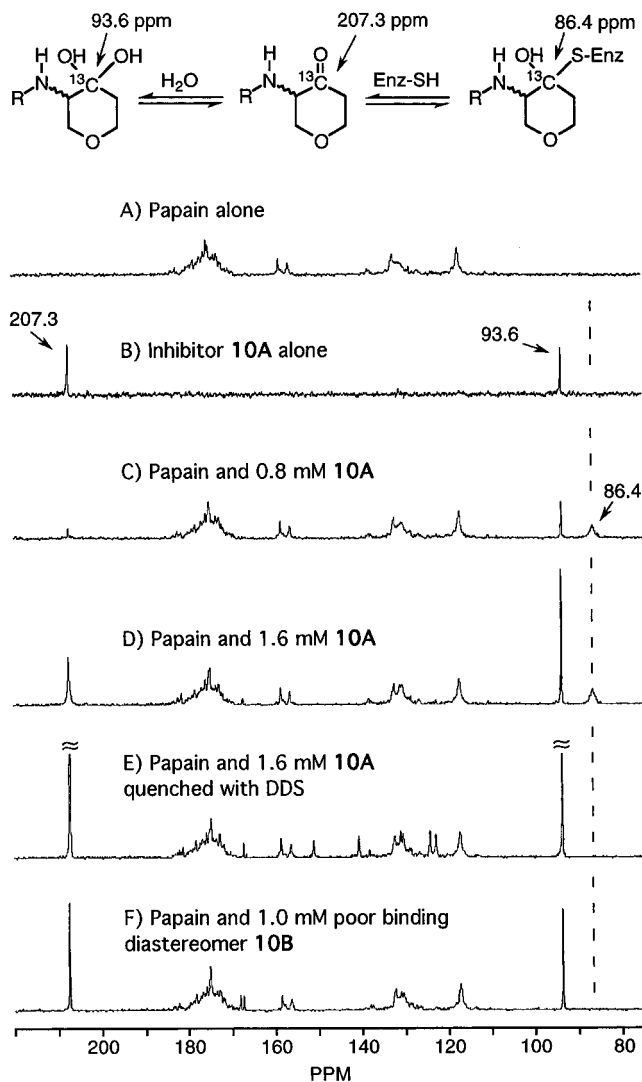 93.6 ppm
207.3 ppm
86.4 ppm
H
N
R
OH
13C
OH
O
H2O
H
N
R
O
13C
O
Enz-SH
H
N
R
OH
13C
S-Enz
O
A) Papain alone
207.3
B) Inhibitor 10A alone
93.6
C) Papain and 0.8 mM 10A
86.4
D) Papain and 1.6 mM 10A
≈
≈
E) Papain and 1.6 mM 10A
quenched with DDS
F) Papain and 1.0 mM poor binding
diastereomer 10B
200 180 160 140 120 100 80
PPM